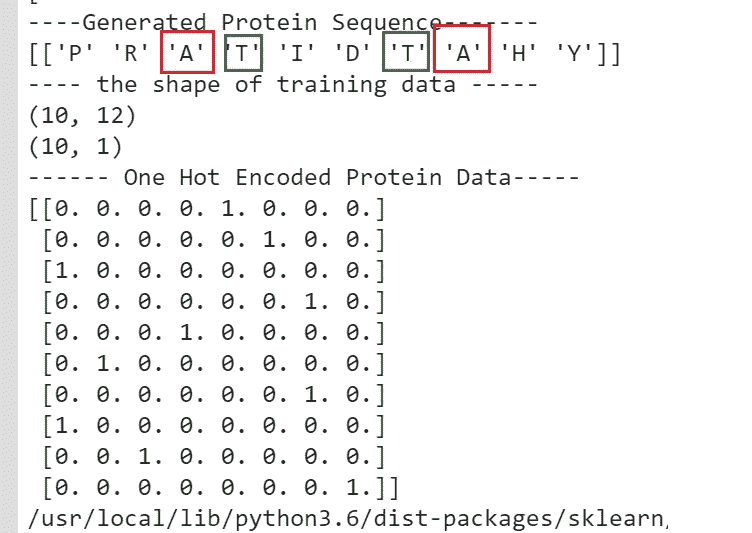 ----Generated Protein Sequence-------
[['P' 'R' 'A' 'T' 'I' 'D' 'T' 'A' 'H' 'Y']]
---- the shape of training data -----
(10, 12)
(10, 1)
------ One Hot Encoded Protein Data-----
[[0. 0. 0. 0. 1. 0. 0. 0.]
[0. 0. 0. 0. 0. 1. 0. 0.]
[1. 0. 0. 0. 0. 0. 0. 0.]
[0. 0. 0. 0. 0. 0. 1. 0.]
[0. 0. 0. 1. 0. 0. 0. 0.]
[0. 1. 0. 0. 0. 0. 0. 0.]
[0. 0. 0. 0. 0. 0. 1. 0.]
[1. 0. 0. 0. 0. 0. 0. 0.]
[0. 0. 1. 0. 0. 0. 0. 0.]
[0. 0. 0. 0. 0. 0. 0. 1.]]
/usr/local/lib/python3.6/dist-packages/sklearn/